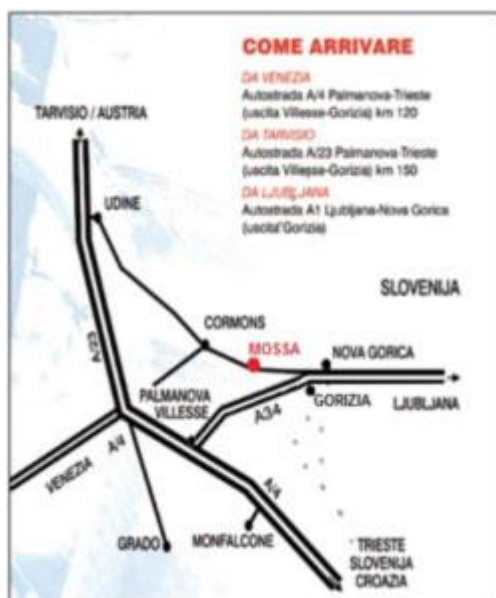 COME ARRIVARE
DA VENEZIA
Autostrada A/4 Palmanova-Trieste
(uscita Villesse-Gorizia) km 120
DA TARVISIO
Autostrada A/23 Palmanova-Trieste
(uscita Villesse-Gorizia) km 150
DA LJUBLJANA
Autostrada A1 Ljubljana-Nova Gorica
(uscita Gorizia)
TARVISIO / AUSTRIA
UDINE
SLOVENIJA
CORMONS
MOSSA
NOVA GORICA
A/23
PALMANOVA
VILLESSE
A34
GORIZIA
LJUBLJANA
VENEZIA
A/4
A/4
GRADO
MONFALCONE
TRIESTE
SLOVENIJA
CROAZIA